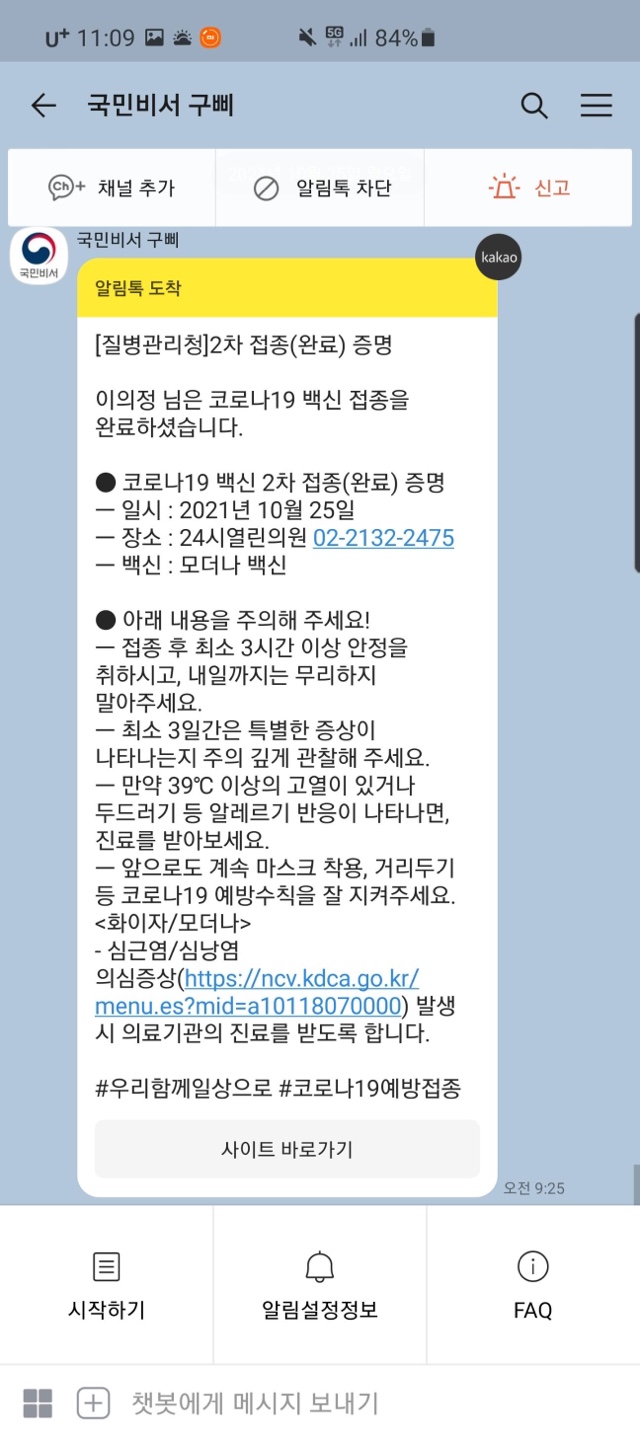 U+ 11:09 5G 84%
국민비서 구삐
Ch+ 채널 추가
알림톡 차단
신고
국민비서
국민비서 구삐
kakao
알림톡 도착
[질병관리청]2차 접종(완료) 증명
이의정 님은 코로나19 백신 접종을
완료하셨습니다.
● 코로나19 백신 2차 접종(완료) 증명
ㅡ 일시 : 2021년 10월 25일
ㅡ 장소 : 24시열린의원 02-2132-2475
ㅡ 백신 : 모더나 백신
● 아래 내용을 주의해 주세요!
ㅡ 접종 후 최소 3시간 이상 안정을
취하시고, 내일까지는 무리하지
말아주세요.
ㅡ 최소 3일간은 특별한 증상이
나타나는지 주의 깊게 관찰해 주세요.
ㅡ 만약 39℃ 이상의 고열이 있거나
두드러기 등 알레르기 반응이 나타나면,
진료를 받아보세요.
ㅡ 앞으로도 계속 마스크 착용, 거리두기
등 코로나19 예방수칙을 잘 지켜주세요.
<화이자/모더나>
- 심근염/심낭염
의심증상(https://ncv.kdca.go.kr/
menu.es?mid=a10118070000) 발생
시 의료기관의 진료를 받도록 합니다.
#우리함께일상으로 #코로나19예방접종
사이트 바로가기
오전 9:25
시작하기
알림설정정보
FAQ
챗봇에게 메시지 보내기